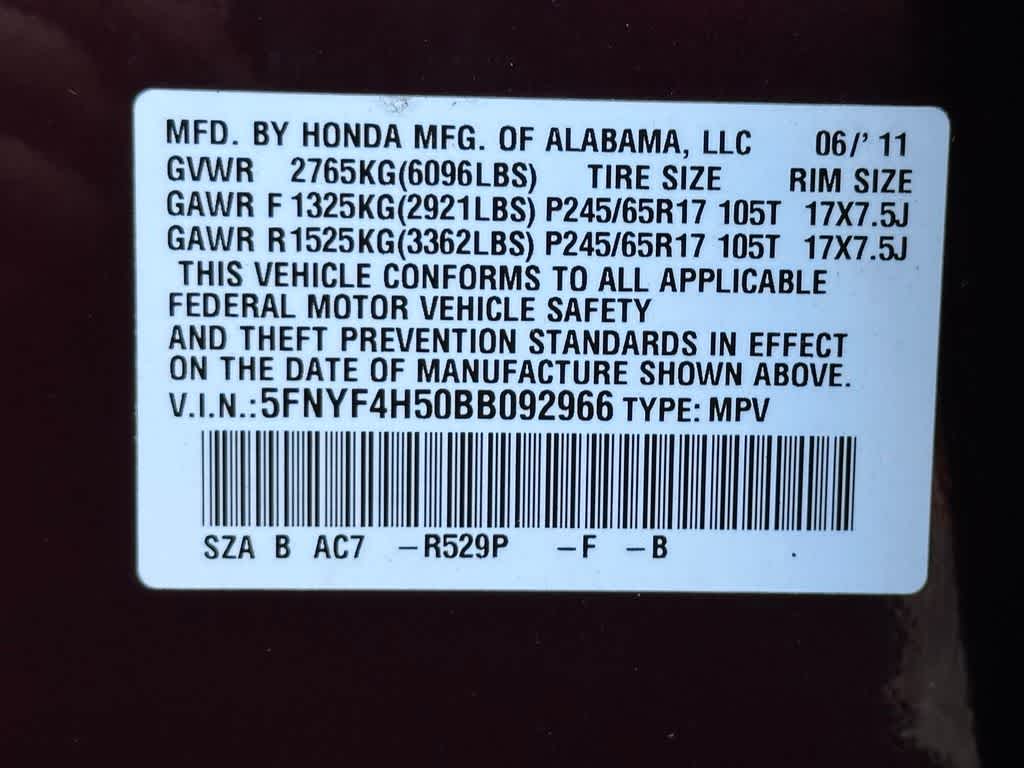 MFD. BY HONDA MFG. OF ALABAMA, LLC 06/'11
GVWR 2765KG(6096LBS) TIRE SIZE RIM SIZE
GAWR F 1325KG(2921LBS) P245/65R17 105T 17X7.5J
GAWR R1525KG(3362LBS) P245/65R17 105T 17X7.5J
THIS VEHICLE CONFORMS TO ALL APPLICABLE
FEDERAL MOTOR VEHICLE SAFETY
AND THEFT PREVENTION STANDARDS IN EFFECT
ON THE DATE OF MANUFACTURE SHOWN ABOVE.
V.I.N.:5FNYF4H50BB092966 TYPE: MPV
SZA B AC7 -R529P -F -B .